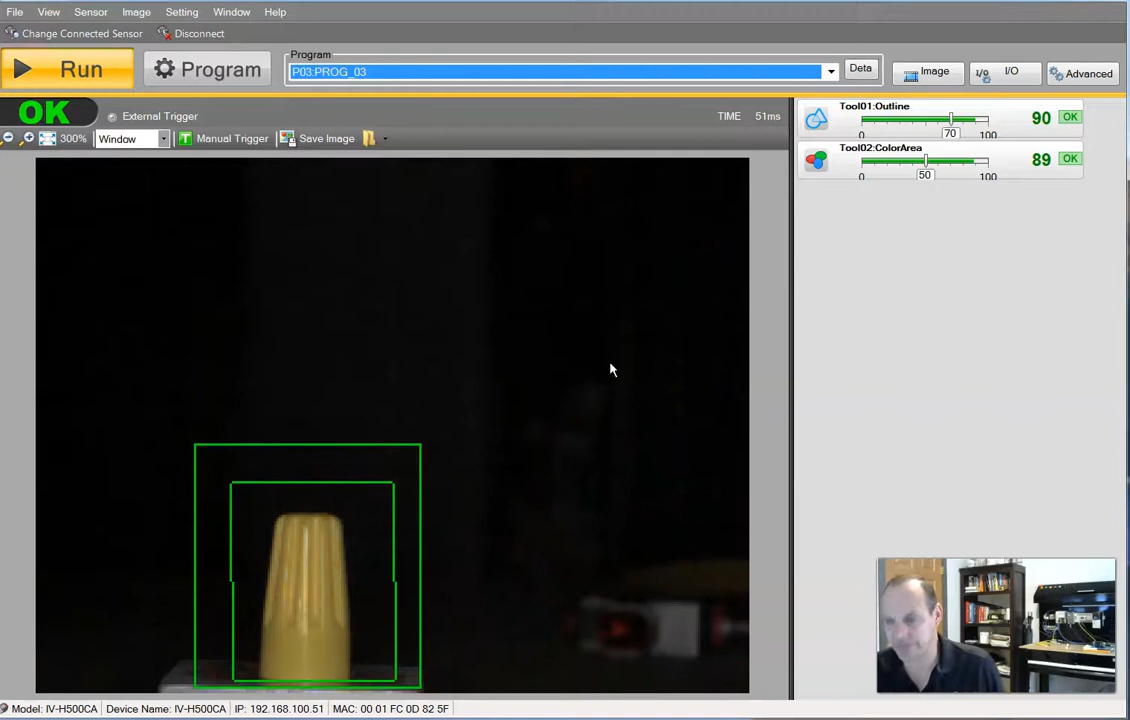 File View Sensor Image Setting Window Help
Change Connected Sensor Disconnect
Run Program Program P03:PROG_03 Deta Image I/O I/O Advanced
OK External Trigger TIME 51ms
300% Window T Manual Trigger Save Image
Tool01:Outline
90 OK
0 70 100
Tool02:ColorArea
89 OK
0 50 100
Model: IV-H500CA Device Name: IV-H500CA IP: 192.168.100.51 MAC: 00 01 FC 0D 82 5F